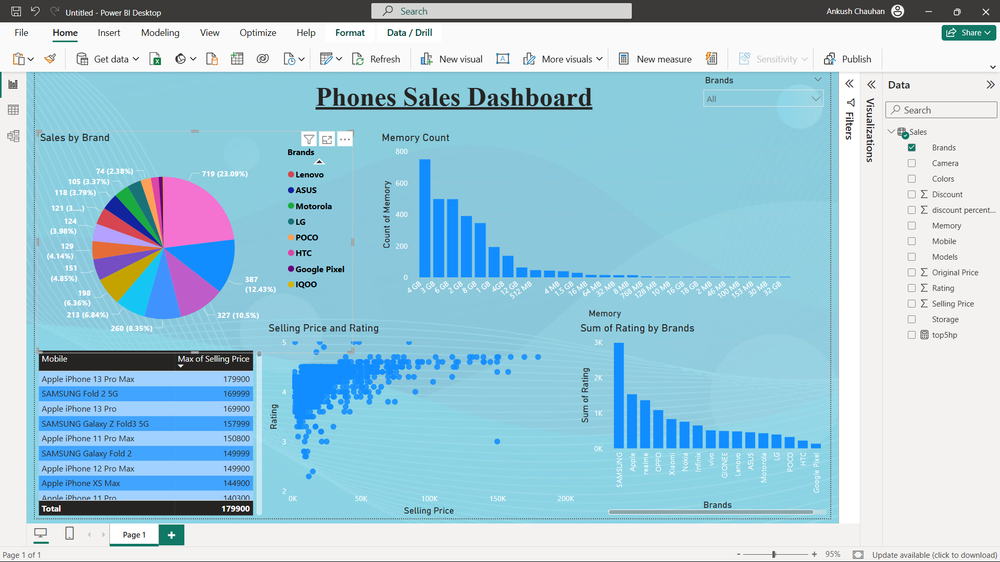 Untitled - Power BI Desktop
Search
Ankush Chauhan
File Home Insert Modeling View Optimize Help Format Data / Drill
Share
Get data Refresh New visual More visuals New measure Sensitivity Publish
Phones Sales Dashboard
Brands
All
Sales by Brand
719 (23.09%)
387
(12.43%)
327 (10.5%)
260 (8.35%)
213 (6.84%)
198
(6.36%)
151
(4.85%)
129
(4.14%)
124
(3.98%)
121 (3....)
118 (3.79%)
105 (3.37%)
74 (2.38%)
Brands
Lenovo
ASUS
Motorola
LG
POCO
HTC
Google Pixel
IQOO
Memory Count
Count of Memory
800
600
400
200
0
4 GB 3 GB 6 GB 2 GB 8 GB 1 GB 4GB 12 GB 512 MB 4 MB 1.5 GB 16 MB 64 MB 32 MB 8 MB 768 MB 128 MB 10 MB 16 GB 18 GB 2 MB 46 MB 100 MB 153 MB 30 MB 32 GB
Memory
Mobile Max of Selling Price
Apple iPhone 13 Pro Max 179900
SAMSUNG Fold 2 5G 169999
Apple iPhone 13 Pro 169900
SAMSUNG Galaxy Z Fold3 5G 157999
Apple iPhone 11 Pro Max 150800
SAMSUNG Galaxy Fold 2 149999
Apple iPhone 12 Pro Max 149900
Apple iPhone XS Max 144900
Apple iPhone 11 Pro 140300
Total 179900
Selling Price and Rating
Rating
5
4
3
2
0K 50K 100K 150K 200K
Selling Price
Sum of Rating by Brands
Sum of Rating
3K
2K
1K
0K
SAMSUNG Apple realme OPPO Xiaomi Nokia Infinix vivo GIONEE Lenovo ASUS Motorola LG POCO HTC Google Pixel
Brands
Filters
Visualizations
Data
Search
Sales
Brands
Camera
Colors
Discount
discount percent...
Memory
Mobile
Models
Original Price
Rating
Selling Price
Storage
top5hp
Page 1
Page 1 of 1
- + 95%
Update available (click to download)